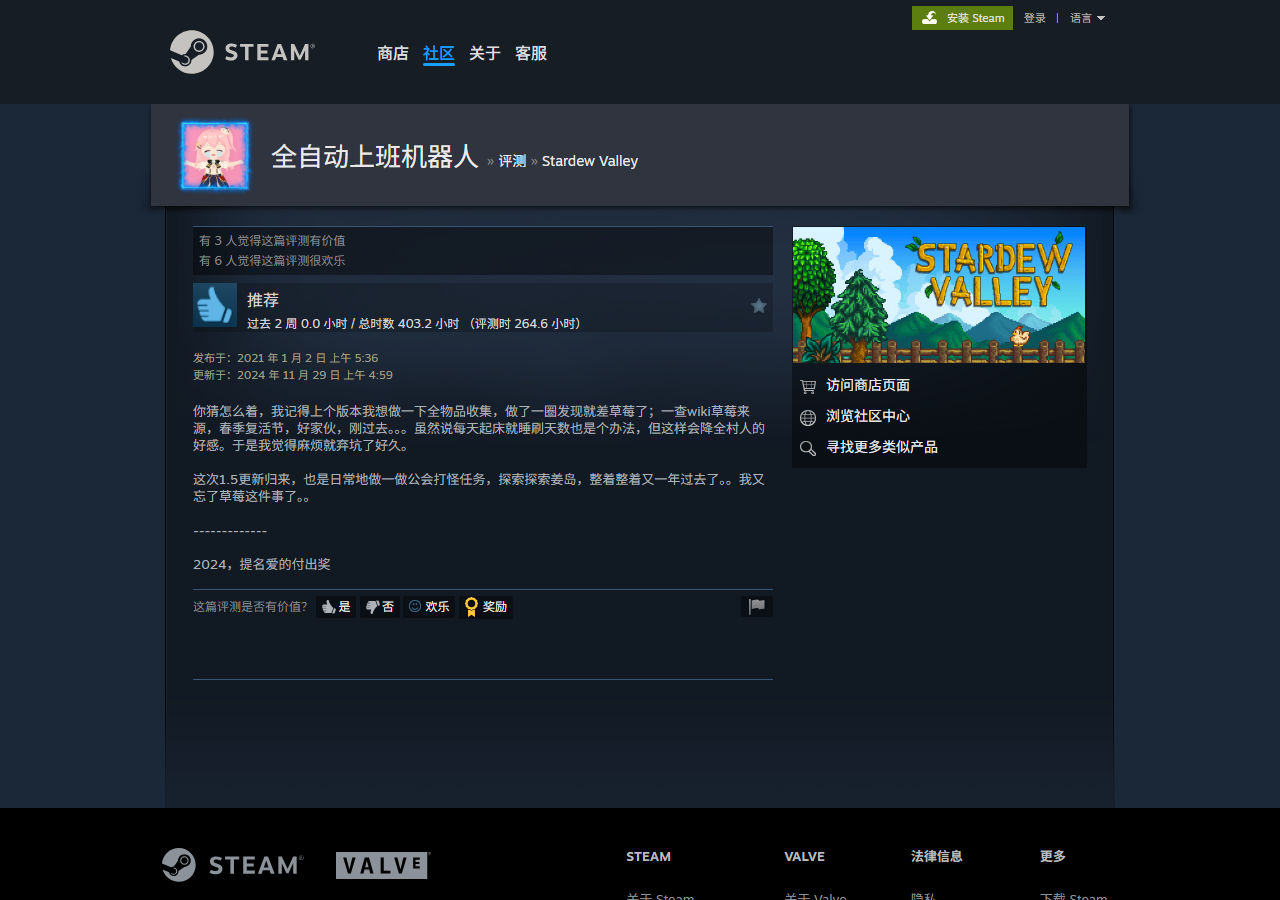 安装 Steam
登录 | 语言
STEAM®
商店 社区 关于 客服
全自动上班机器人 » 评测 » Stardew Valley
有 3 人觉得这篇评测有价值
有 6 人觉得这篇评测很欢乐
推荐
过去 2 周 0.0 小时 / 总时数 403.2 小时 （评测时 264.6 小时）
发布于：2021 年 1 月 2 日 上午 5:36
更新于：2024 年 11 月 29 日 上午 4:59
你猜怎么着，我记得上个版本我想做一下全物品收集，做了一圈发现就差草莓了；一查wiki草莓来
源，春季复活节，好家伙，刚过去。。。虽然说每天起床就睡刷天数也是个办法，但这样会降全村人的
好感。于是我觉得麻烦就弃坑了好久。
这次1.5更新归来，也是日常地做一做公会打怪任务，探索探索姜岛，整着整着又一年过去了。。我又
忘了草莓这件事了。。
-------------
2024，提名爱的付出奖
这篇评测是否有价值？ 是 否 欢乐 奖励
STARDEW
VALLEY
访问商店页面
浏览社区中心
寻找更多类似产品
STEAM® VALVE®
STEAM VALVE 法律信息 更多
关于 Steam 关于 Valve 隐私 下载 Steam